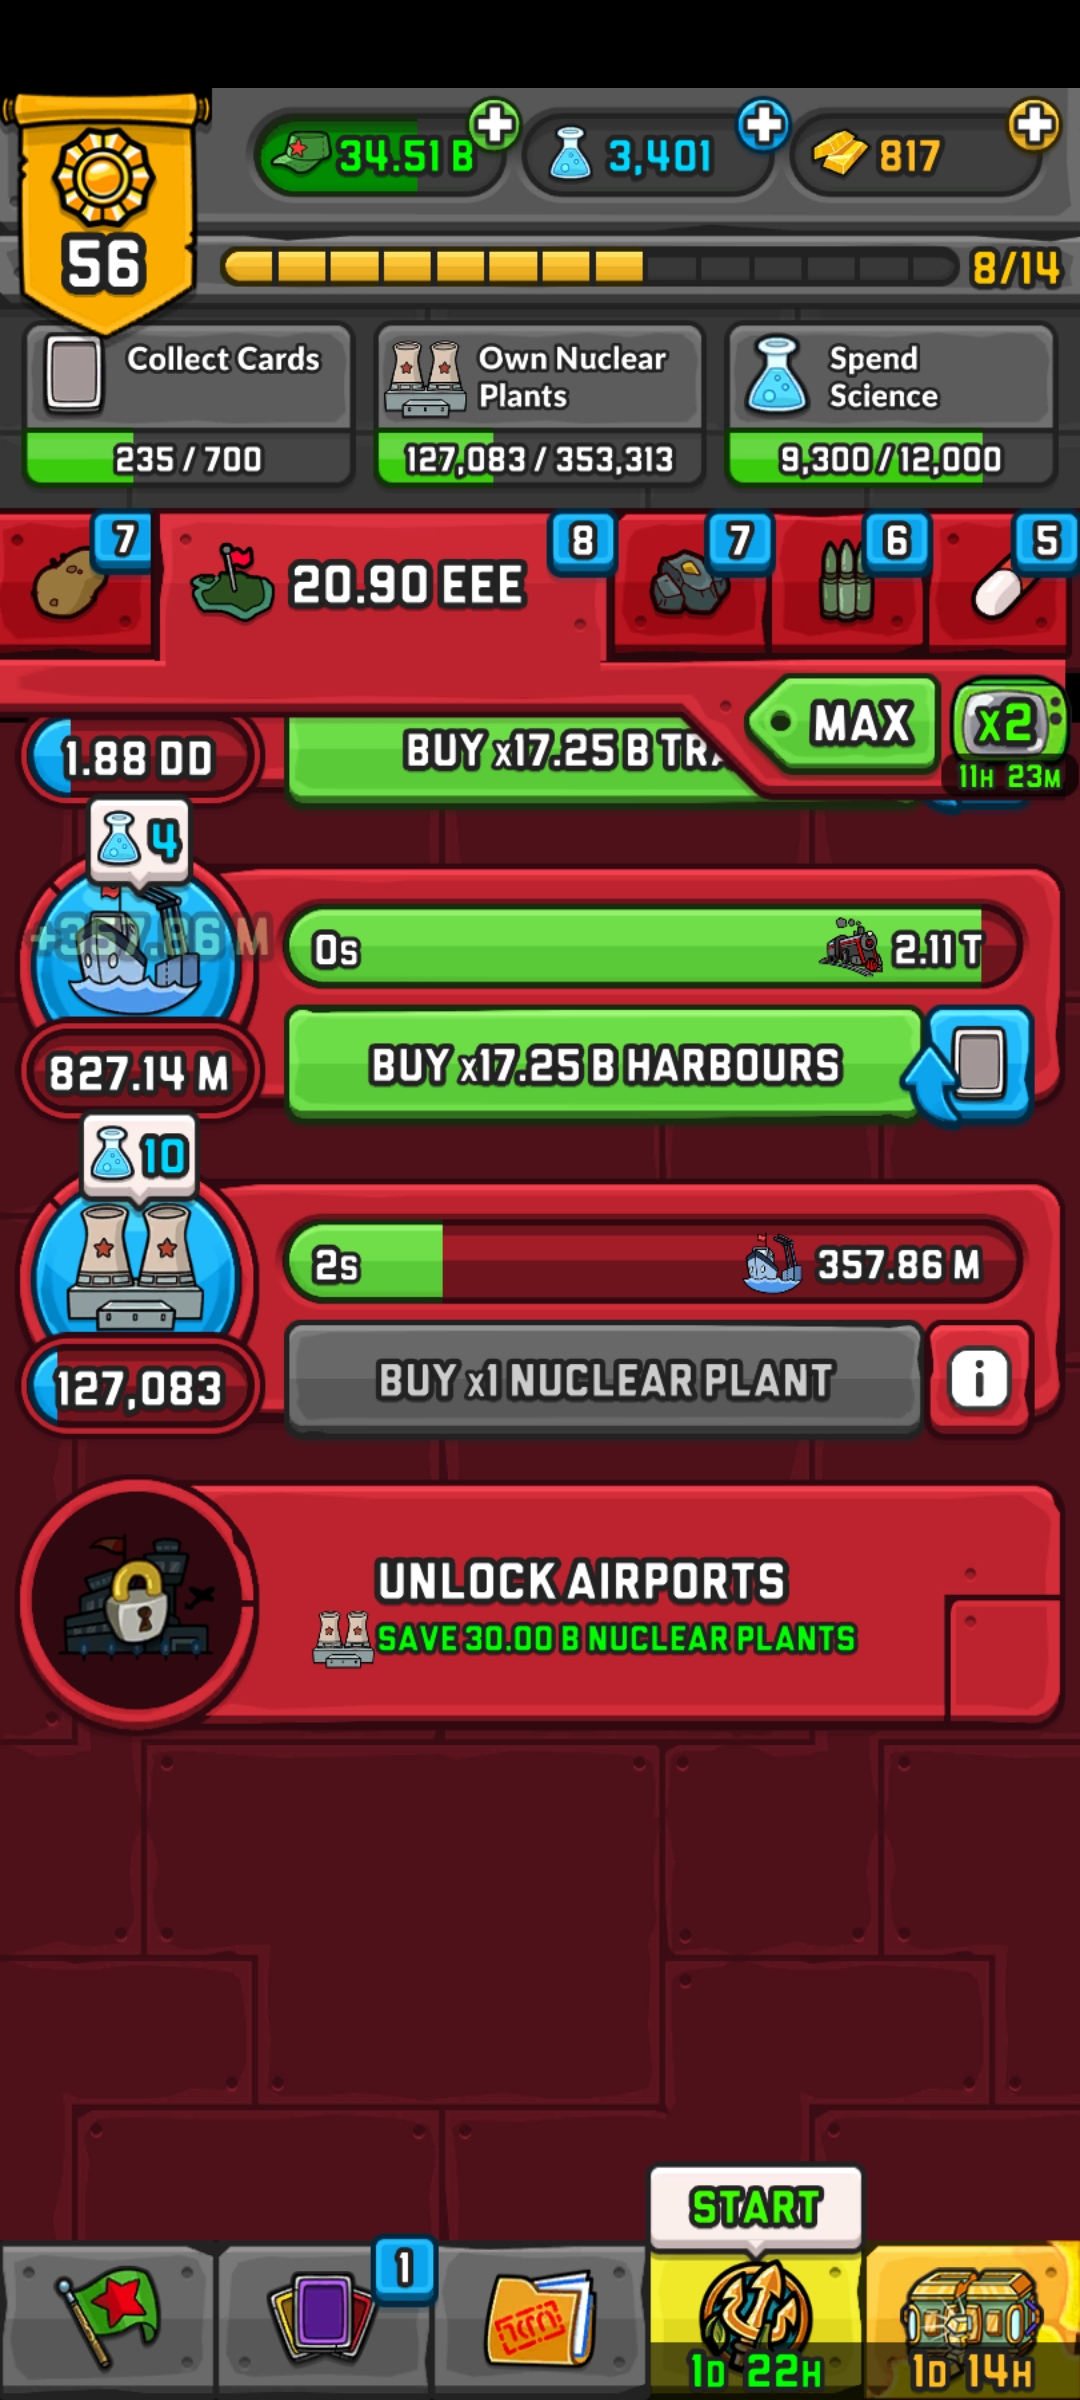 56
34.51 B
3,401
817
8/14
Collect Cards
235 / 700
Own Nuclear
Plants
127,083 / 353,313
Spend
Science
9,300 / 12,000
7
20.90 EEE
8
7
6
5
MAX
x2
11H 23M
1.88 DD
BUY x17.25 B TRA
4
+357.86 M
0s
2.11 T
827.14 M
BUY x17.25 B HARBOURS
10
2s
357.86 M
127,083
BUY x1 NUCLEAR PLANT
i
UNLOCK AIRPORTS
SAVE 30.00 B NUCLEAR PLANTS
START
1
1D 22H
1D 14H